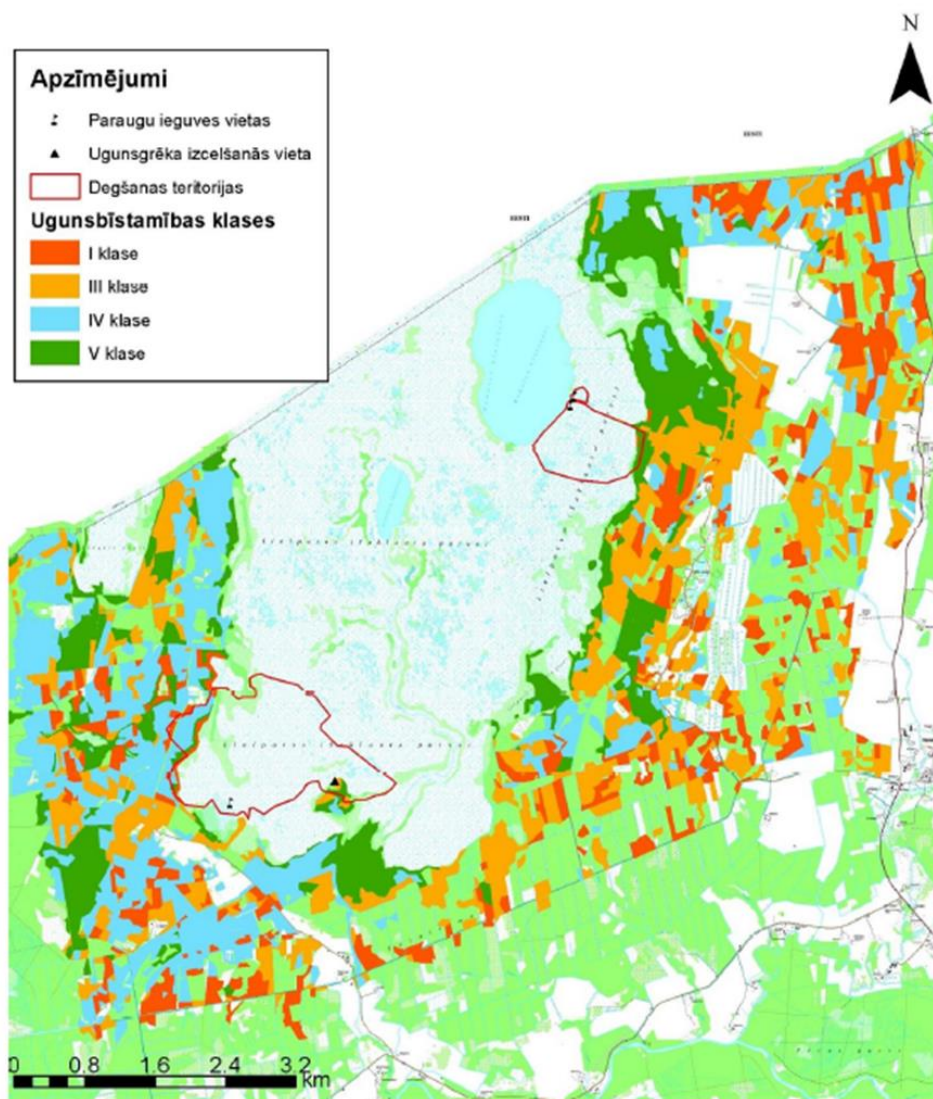 N
Apzīmējumi
Paraugu ieguves vietas
Ugunsgrēka izcelšanās vieta
Degšanas teritorijas
Ugunsbīstamības klases
I klase
III klase
IV klase
V klase
0 0.8 1.6 2.4 3.2
km